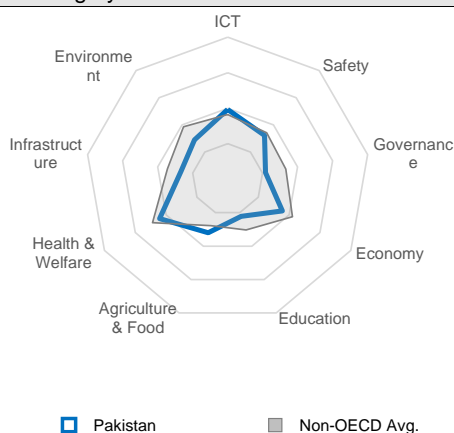 ICT
Safety
Governanc
e
Economy
Education
Agriculture
& Food
Health &
Welfare
Infrastruct
ure
Environme
nt
Pakistan
Non-OECD Avg.